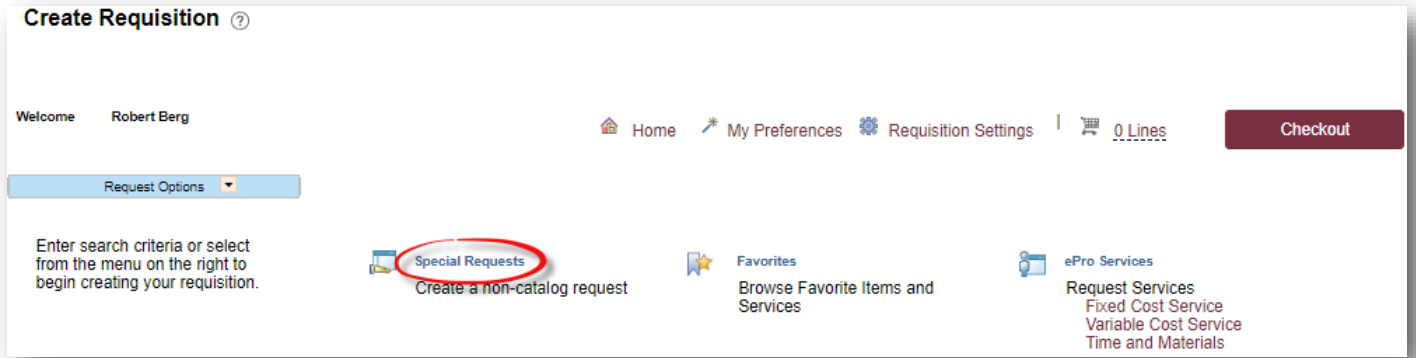 Create Requisition ?
Welcome Robert Berg
Home My Preferences Requisition Settings | 0 Lines Checkout
Request Options
Enter search criteria or select
from the menu on the right to
begin creating your requisition.
Special Requests
Create a non-catalog request
Favorites
Browse Favorite Items and
Services
ePro Services
Request Services
Fixed Cost Service
Variable Cost Service
Time and Materials